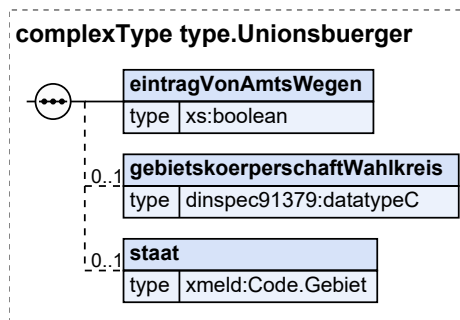 complexType type.Unionsbuerger
eintragVonAmtsWegen
type xs:boolean
0..1 gebietskoerperschaftWahlkreis
type dinspec91379:datatypeC
0..1 staat
type xmeld:Code.Gebiet